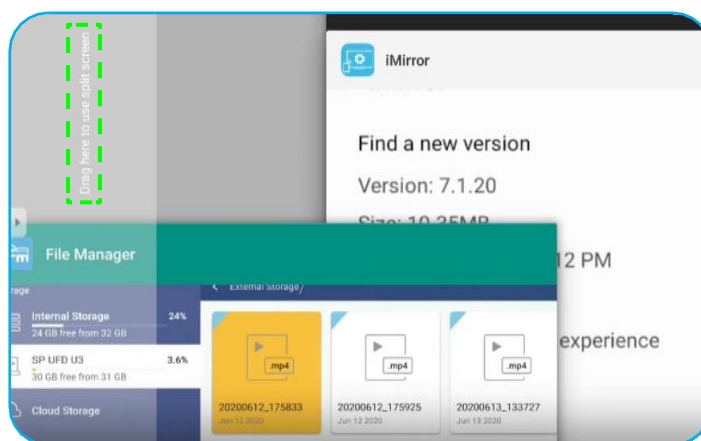 Drag here to use split screen
iMirror
Find a new version
Version: 7.1.20
Size: 10.35MB
12 PM
experience
File Manager
External Storage/
Internal Storage
24%
24 GB free from 32 GB
SP UFD U3
3.6%
30 GB free from 31 GB
Cloud Storage
.mp4
.mp4
.mp4
20200612_175833
Jun 12 2020
20200612_175925
Jun 12 2020
20200613_133727
Jun 13 2020